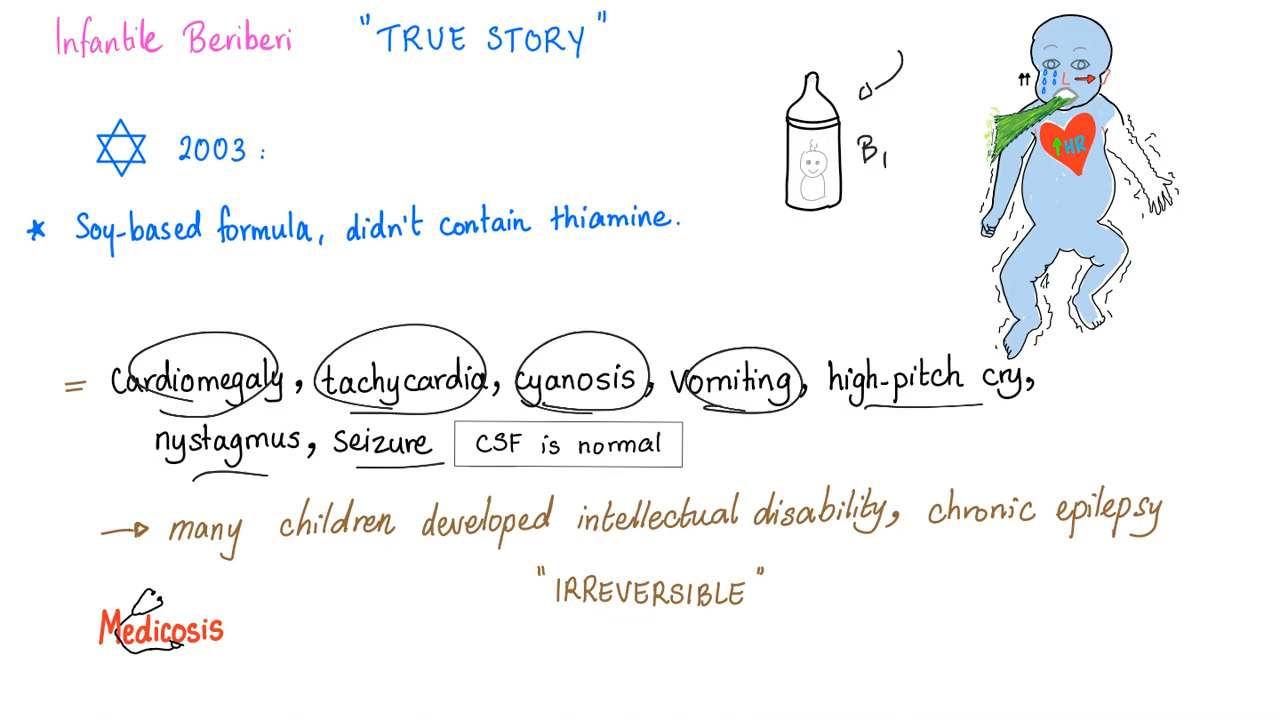 Infantile Beriberi "TRUE STORY"
2003 :
* Soy-based formula, didn't contain thiamine.
B1
↑↑
↑HR
= cardiomegaly, tachycardia, cyanosis, vomiting, high-pitch cry,
nystagmus, seizure CSF is normal
→ many children developed intellectual disability, chronic epilepsy
"IRREVERSIBLE"
Medicosis